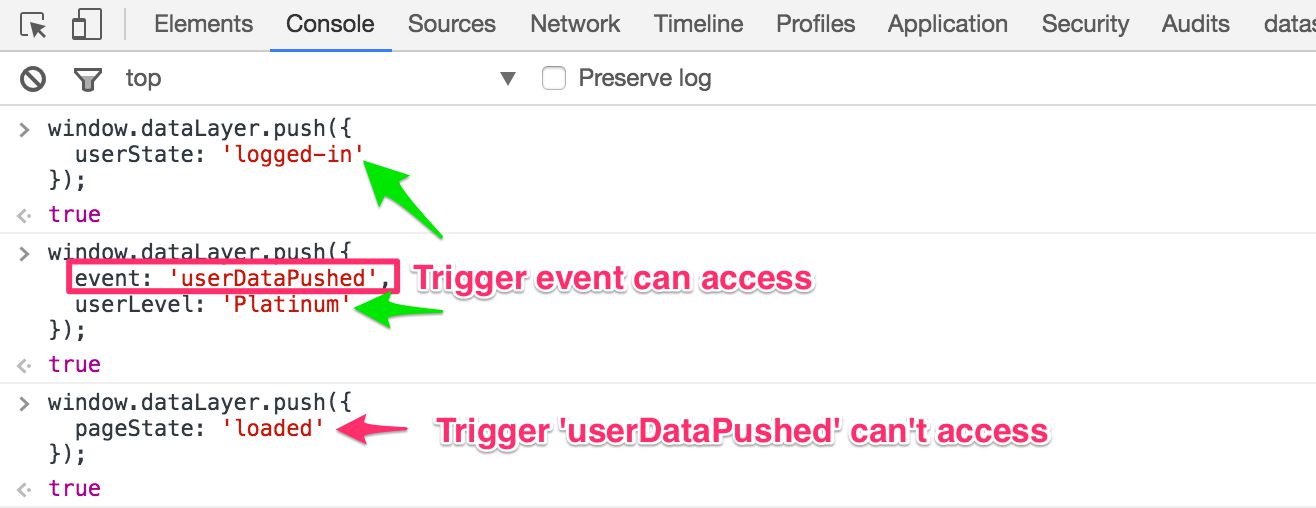 Elements Console Sources Network Timeline Profiles Application Security Audits datas
top ▼ Preserve log
> window.dataLayer.push({
userState: 'logged-in'
});
true
> window.dataLayer.push({
event: 'userDataPushed', Trigger event can access
userLevel: 'Platinum'
});
true
> window.dataLayer.push({
pageState: 'loaded' Trigger 'userDataPushed' can't access
});
true